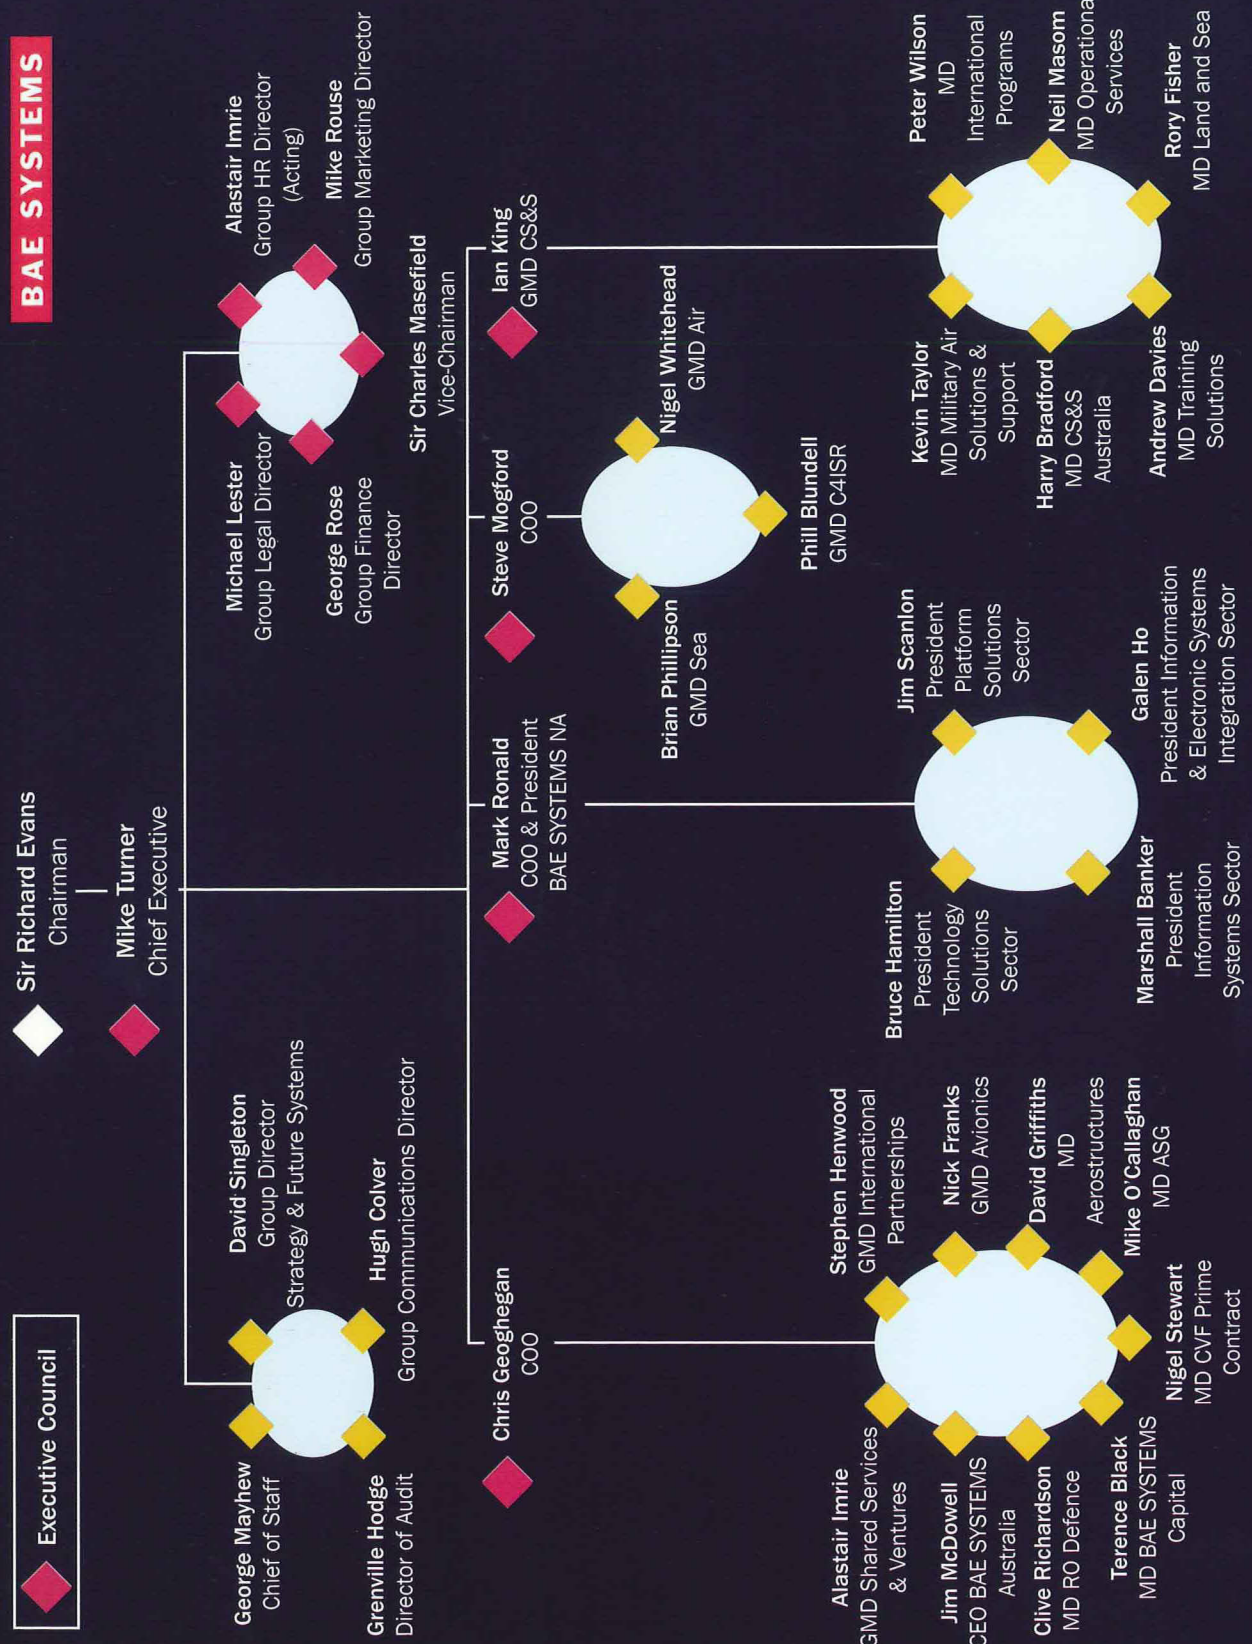 BAE SYSTEMS
Executive Council
Sir Richard Evans
Chairman
Mike Turner
Chief Executive
George Mayhew
Chief of Staff
David Singleton
Group Director
Strategy & Future Systems
Grenville Hodge
Director of Audit
Hugh Colver
Group Communications Director
Michael Lester
Group Legal Director
Alastair Imrie
Group HR Director
(Acting)
George Rose
Group Finance
Director
Mike Rouse
Group Marketing Director
Sir Charles Masefield
Vice-Chairman
Chris Geoghegan
COO
Mark Ronald
COO & President
BAE SYSTEMS NA
Steve Mogford
COO
Ian King
GMD CS&S
Alastair Imrie
GMD Shared Services
& Ventures
Stephen Henwood
GMD International
Partnerships
Jim McDowell
CEO BAE SYSTEMS
Australia
Nick Franks
GMD Avionics
Clive Richardson
MD RO Defence
David Griffiths
MD
Aerostructures
Terence Black
MD BAE SYSTEMS
Capital
Mike O'Callaghan
MD ASG
Nigel Stewart
MD CVF Prime
Contract
Bruce Hamilton
President
Technology
Solutions
Sector
Jim Scanlon
President
Platform
Solutions
Sector
Marshall Banker
President
Information
Systems Sector
Galen Ho
President Information
& Electronic Systems
Integration Sector
Brian Phillipson
GMD Sea
Nigel Whitehead
GMD Air
Phill Blundell
GMD C4ISR
Kevin Taylor
MD Military Air
Solutions &
Support
Peter Wilson
MD
International
Programs
Harry Bradford
MD CS&S
Australia
Neil Masom
MD Operational
Services
Andrew Davies
MD Training
Solutions
Rory Fisher
MD Land and Sea